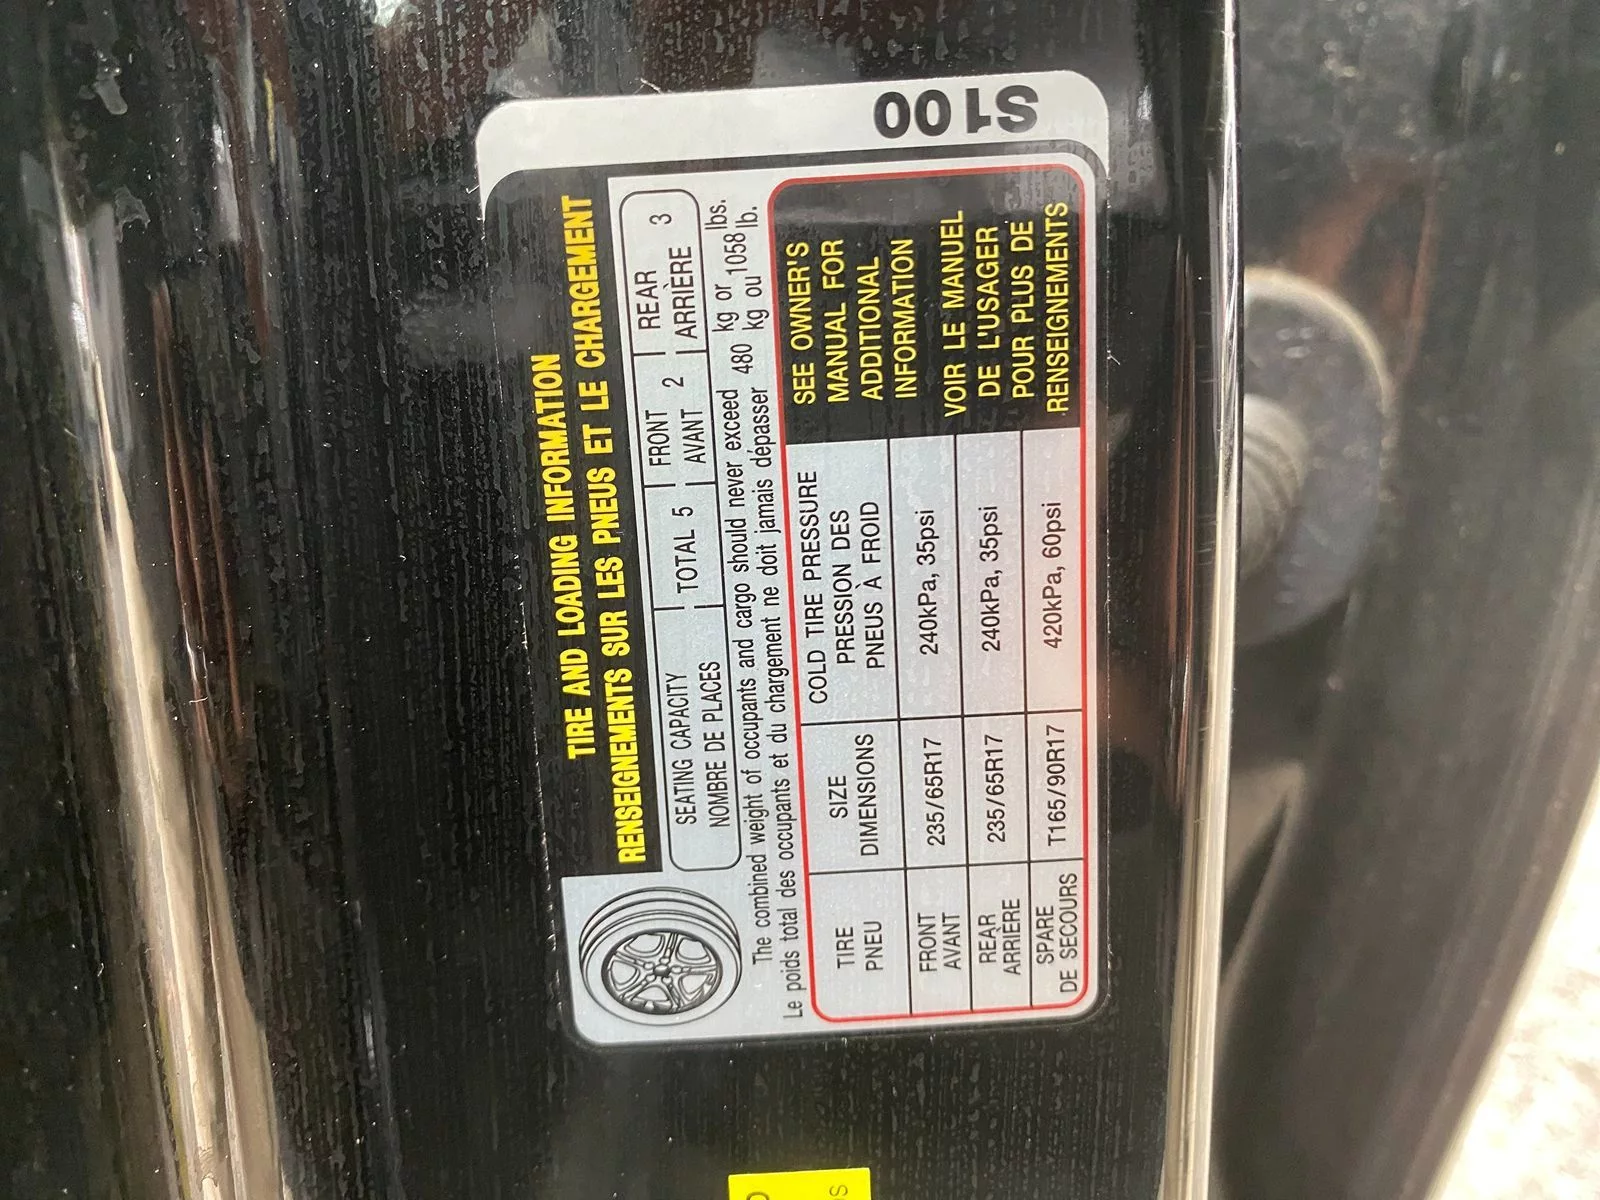 TIRE AND LOADING INFORMATION
RENSEIGNEMENTS SUR LES PNEUS ET LE CHARGEMENT
SEATING CAPACITY TOTAL 5 FRONT 2 REAR 3
NOMBRE DE PLACES AVANT ARRIÈRE
The combined weight of occupants and cargo should never exceed 480 kg or 1058 lbs.
Le poids total des occupants et du chargement ne doit jamais dépasser kg ou lb.
TIRE SIZE COLD TIRE PRESSURE
PNEU DIMENSIONS PRESSION DES
PNEUS À FROID
FRONT 235/65R17 240kPa, 35psi
AVANT
REAR 235/65R17 240kPa, 35psi
ARRIÈRE
SPARE T165/90R17 420kPa, 60psi
DE SECOURS
SEE OWNER'S
MANUAL FOR
ADDITIONAL
INFORMATION
VOIR LE MANUEL
DE L'USAGER
POUR PLUS DE
RENSEIGNEMENTS
S100